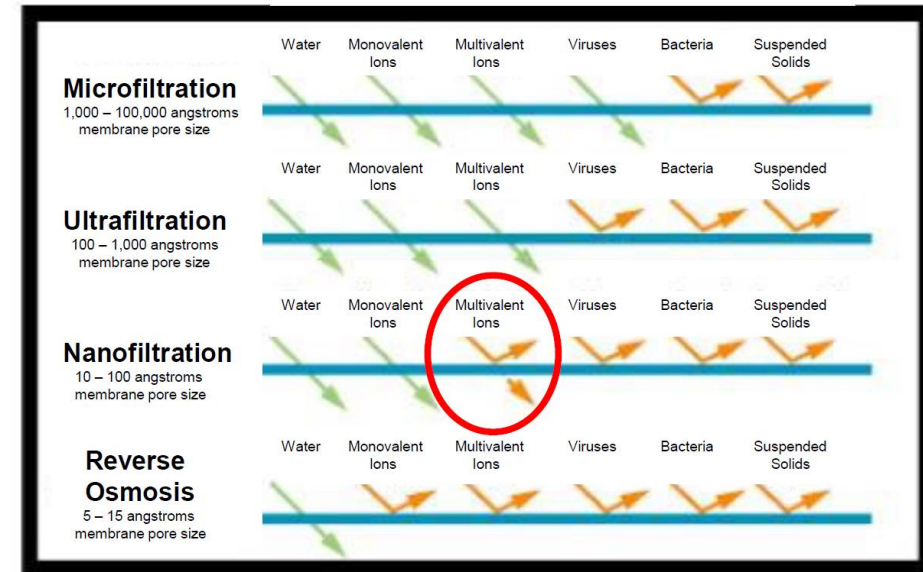 Water Monovalent Multivalent Viruses Bacteria Suspended
Ions Ions Solids
Microfiltration
1,000 – 100,000 angstroms
membrane pore size
Water Monovalent Multivalent Viruses Bacteria Suspended
Ions Ions Solids
Ultrafiltration
100 – 1,000 angstroms
membrane pore size
Water Monovalent Multivalent Viruses Bacteria Suspended
Ions Ions Solids
Nanofiltration
10 – 100 angstroms
membrane pore size
Water Monovalent Multivalent Viruses Bacteria Suspended
Ions Ions Solids
Reverse
Osmosis
5 – 15 angstroms
membrane pore size